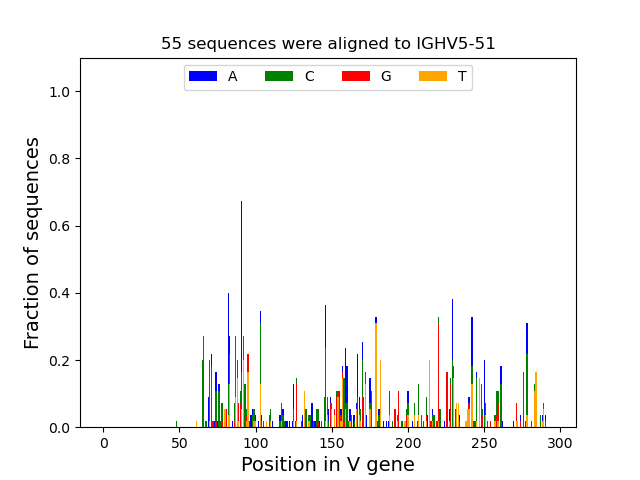 55 sequences were aligned to IGHV5-51
A C G T
Fraction of sequences
1.0
0.8
0.6
0.4
0.2
0.0
0 50 100 150 200 250 300
Position in V gene